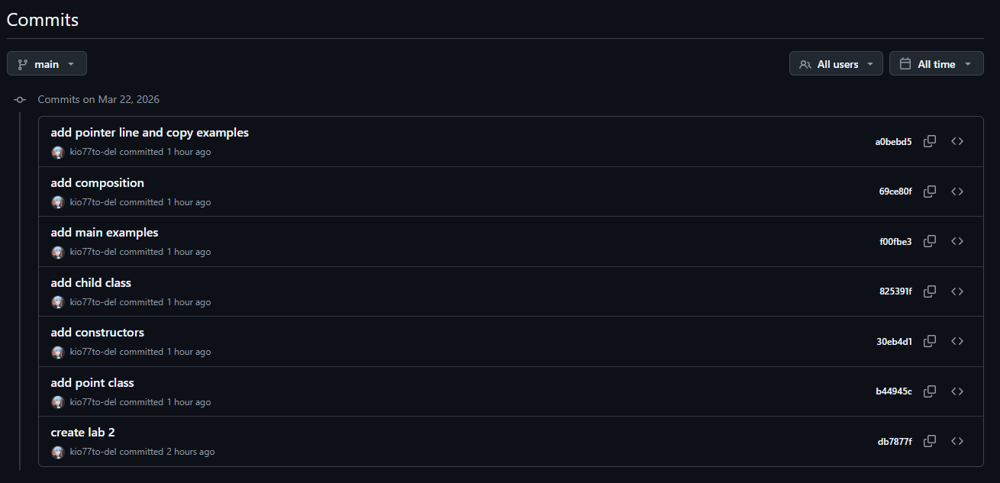 Commits
main
All users
All time
Commits on Mar 22, 2026
add pointer line and copy examples
kio77to-del committed 1 hour ago
a0bebd5
add composition
kio77to-del committed 1 hour ago
69ce80f
add main examples
kio77to-del committed 1 hour ago
f00fbe3
add child class
kio77to-del committed 1 hour ago
825391f
add constructors
kio77to-del committed 1 hour ago
30eb4d1
add point class
kio77to-del committed 1 hour ago
b44945c
create lab 2
kio77to-del committed 2 hours ago
db7877f